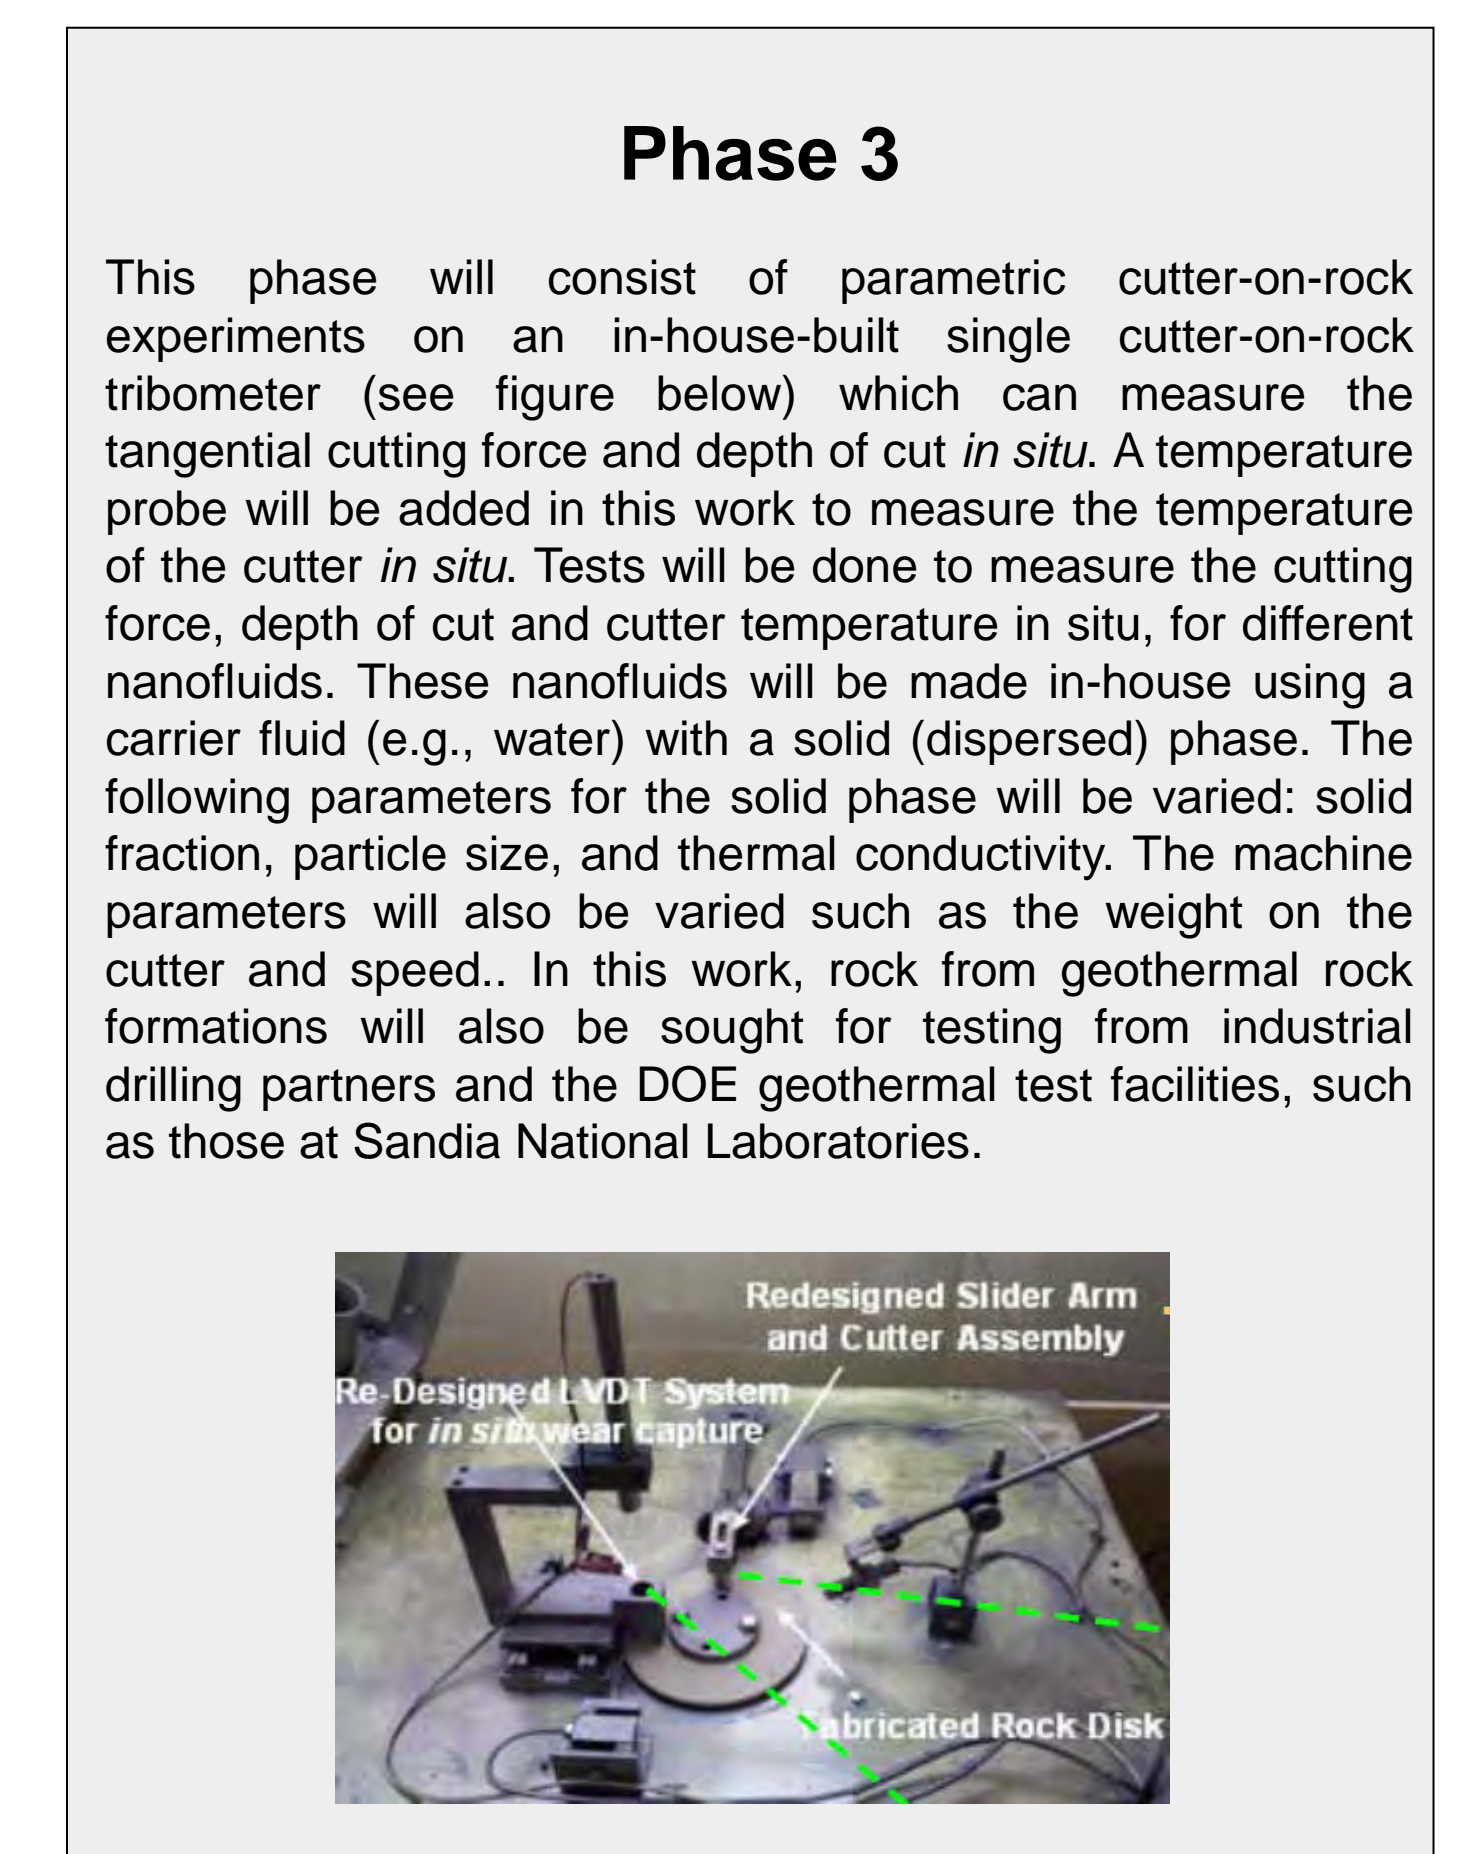 Phase 3
This phase will consist of parametric cutter-on-rock
experiments on an in-house-built single cutter-on-rock
tribometer (see figure below) which can measure the
tangential cutting force and depth of cut in situ. A temperature
probe will be added in this work to measure the temperature
of the cutter in situ. Tests will be done to measure the cutting
force, depth of cut and cutter temperature in situ, for different
nanofluids. These nanofluids will be made in-house using a
carrier fluid (e.g., water) with a solid (dispersed) phase. The
following parameters for the solid phase will be varied: solid
fraction, particle size, and thermal conductivity. The machine
parameters will also be varied such as the weight on the
cutter and speed.. In this work, rock from geothermal rock
formations will also be sought for testing from industrial
drilling partners and the DOE geothermal test facilities, such
as those at Sandia National Laboratories.
Redesigned Slider Arm
and Cutter Assembly
Re-Designed LVDT System
for in situ wear capture
Fabricated Rock Disk